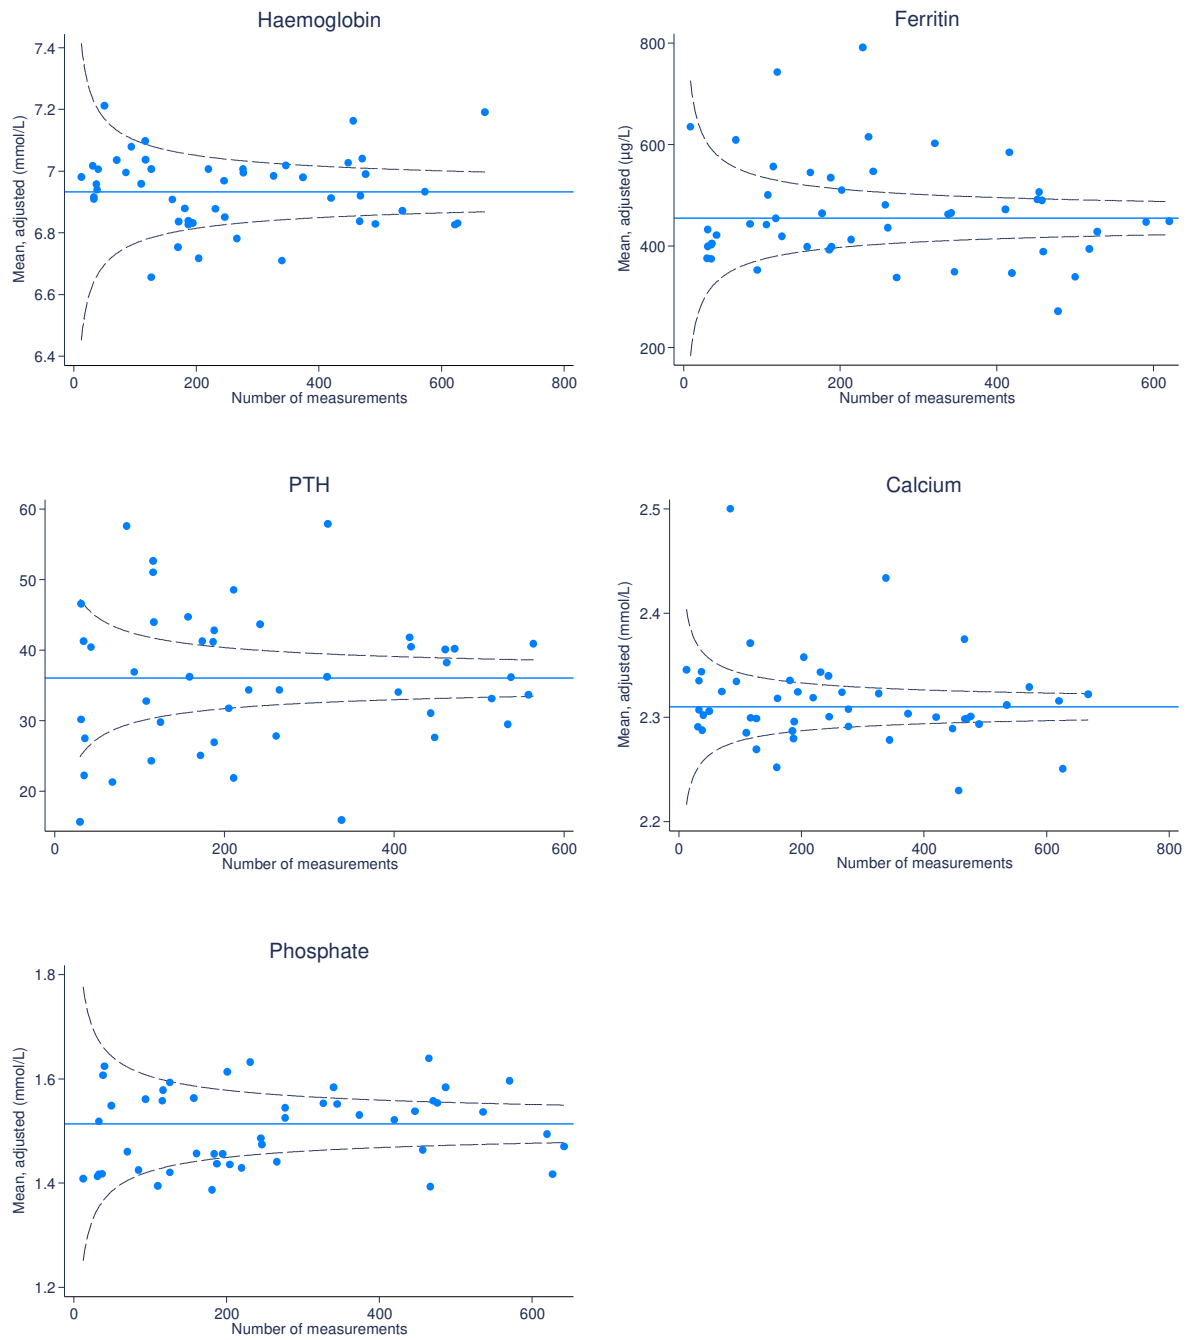 Haemoglobin
Mean, adjusted (mmol/L)
7.4
7.2
7
6.8
6.6
6.4
0 200 400 600 800
Number of measurements
Ferritin
Mean, adjusted (µg/L)
800
600
400
200
0 200 400 600
Number of measurements
PTH
60
50
40
30
20
0 200 400 600
Number of measurements
Calcium
Mean, adjusted (mmol/L)
2.5
2.4
2.3
2.2
0 200 400 600 800
Number of measurements
Phosphate
Mean, adjusted (mmol/L)
1.8
1.6
1.4
1.2
0 200 400 600
Number of measurements